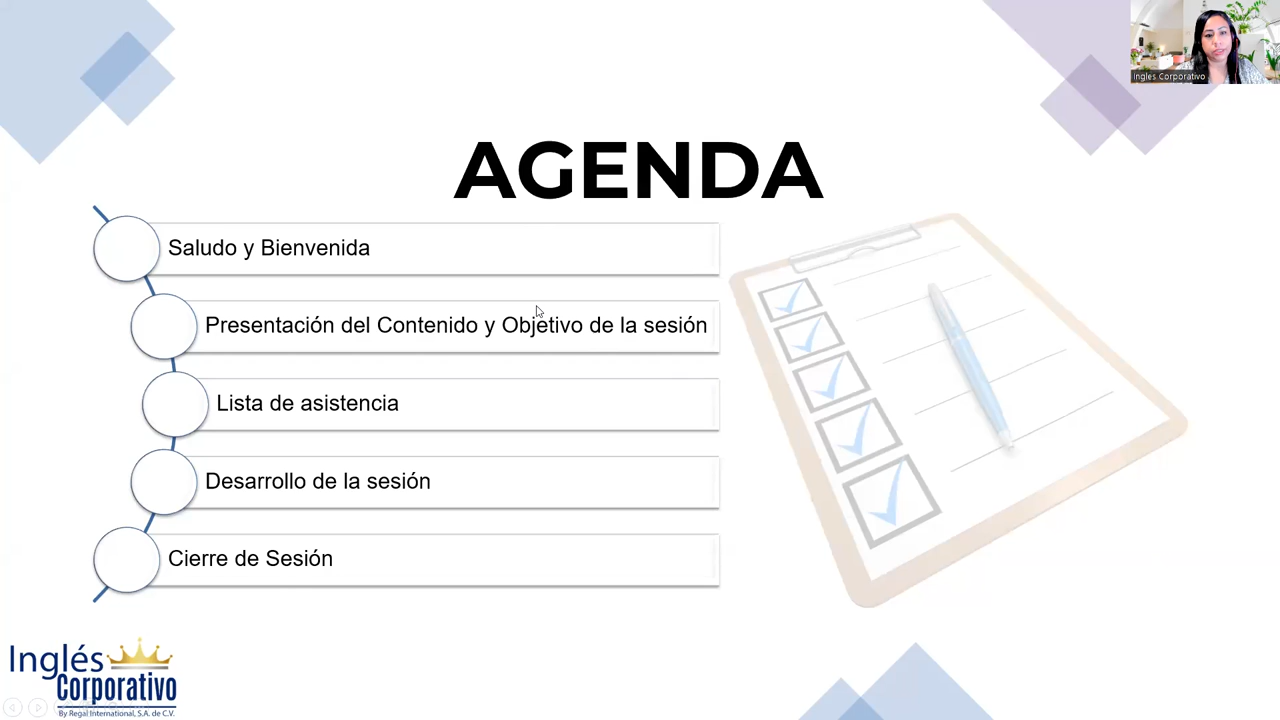 Ingles Corporativo
AGENDA
Saludo y Bienvenida
Presentación del Contenido y Objetivo de la sesión
Lista de asistencia
Desarrollo de la sesión
Cierre de Sesión
Inglés
Corporativo
By Regal International, S.A. de C.V.